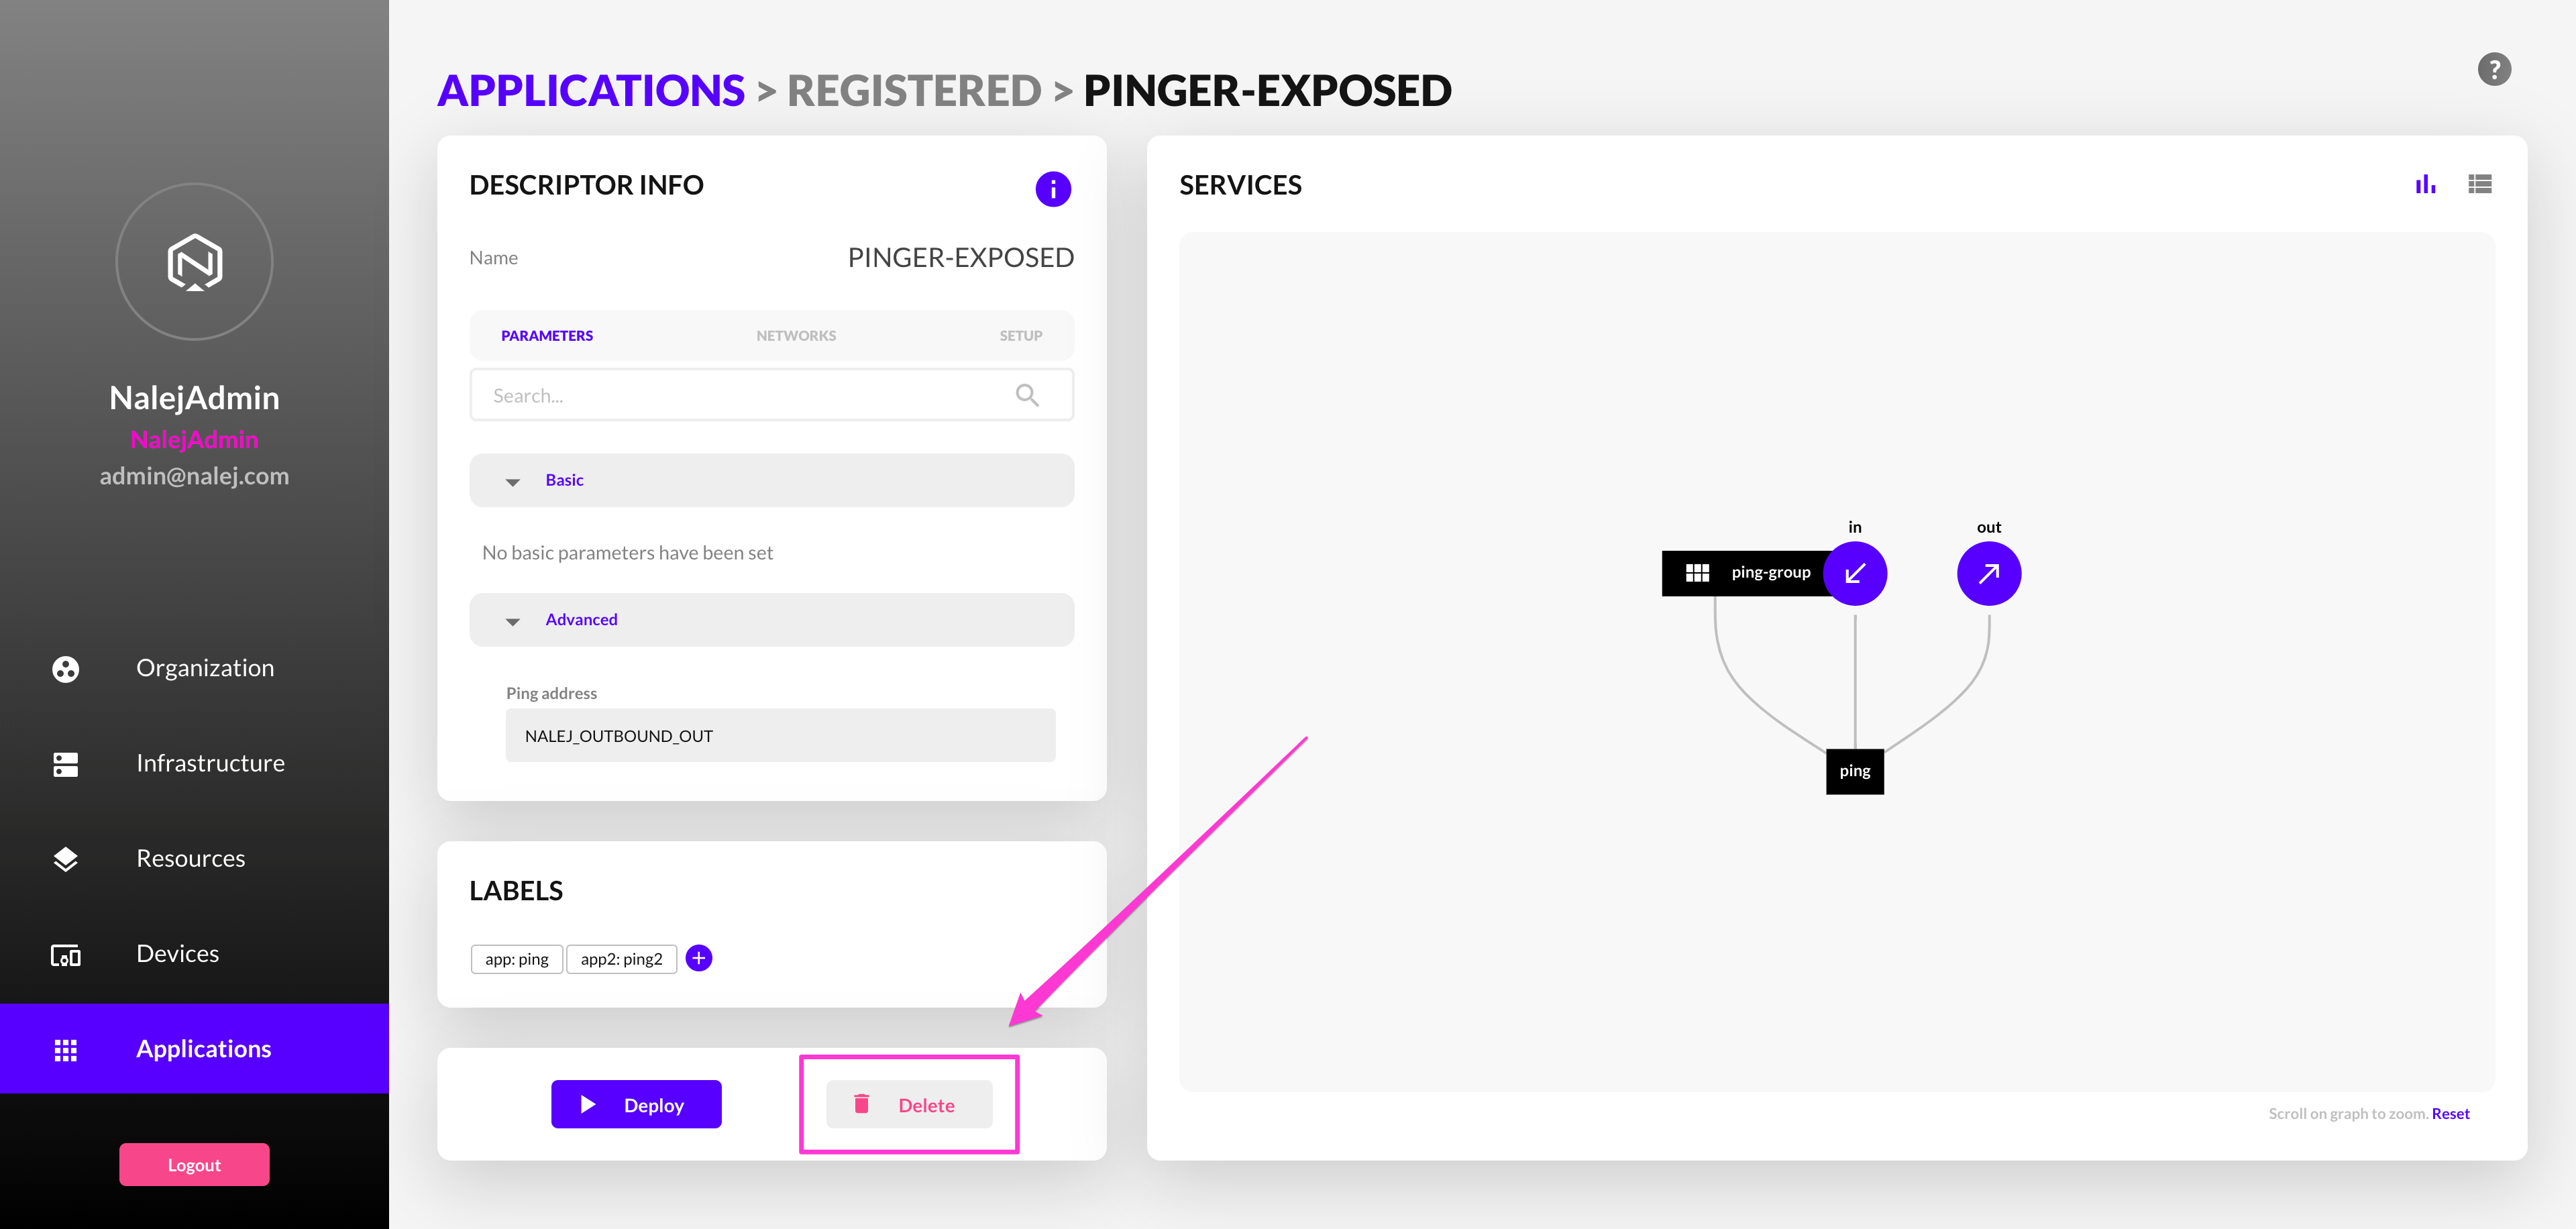 NalejAdmin
NalejAdmin
admin@nalej.com
Organization
Infrastructure
Resources
Devices
Applications
Logout
APPLICATIONS > REGISTERED > PINGER-EXPOSED
?
DESCRIPTOR INFO
i
Name PINGER-EXPOSED
PARAMETERS NETWORKS SETUP
Search...
Basic
No basic parameters have been set
Advanced
Ping address
NALEJ_OUTBOUND_OUT
LABELS
app: ping app2: ping2 +
Deploy Delete
SERVICES
in out
ping-group
ping
Scroll on graph to zoom. Reset